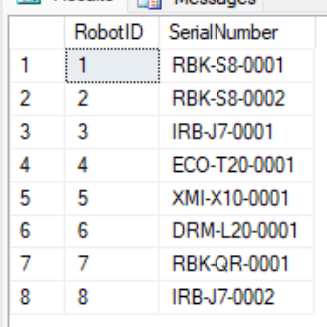 Messages
RobotID SerialNumber
1 1 RBK-S8-0001
2 2 RBK-S8-0002
3 3 IRB-J7-0001
4 4 ECO-T20-0001
5 5 XMI-X10-0001
6 6 DRM-L20-0001
7 7 RBK-QR-0001
8 8 IRB-J7-0002